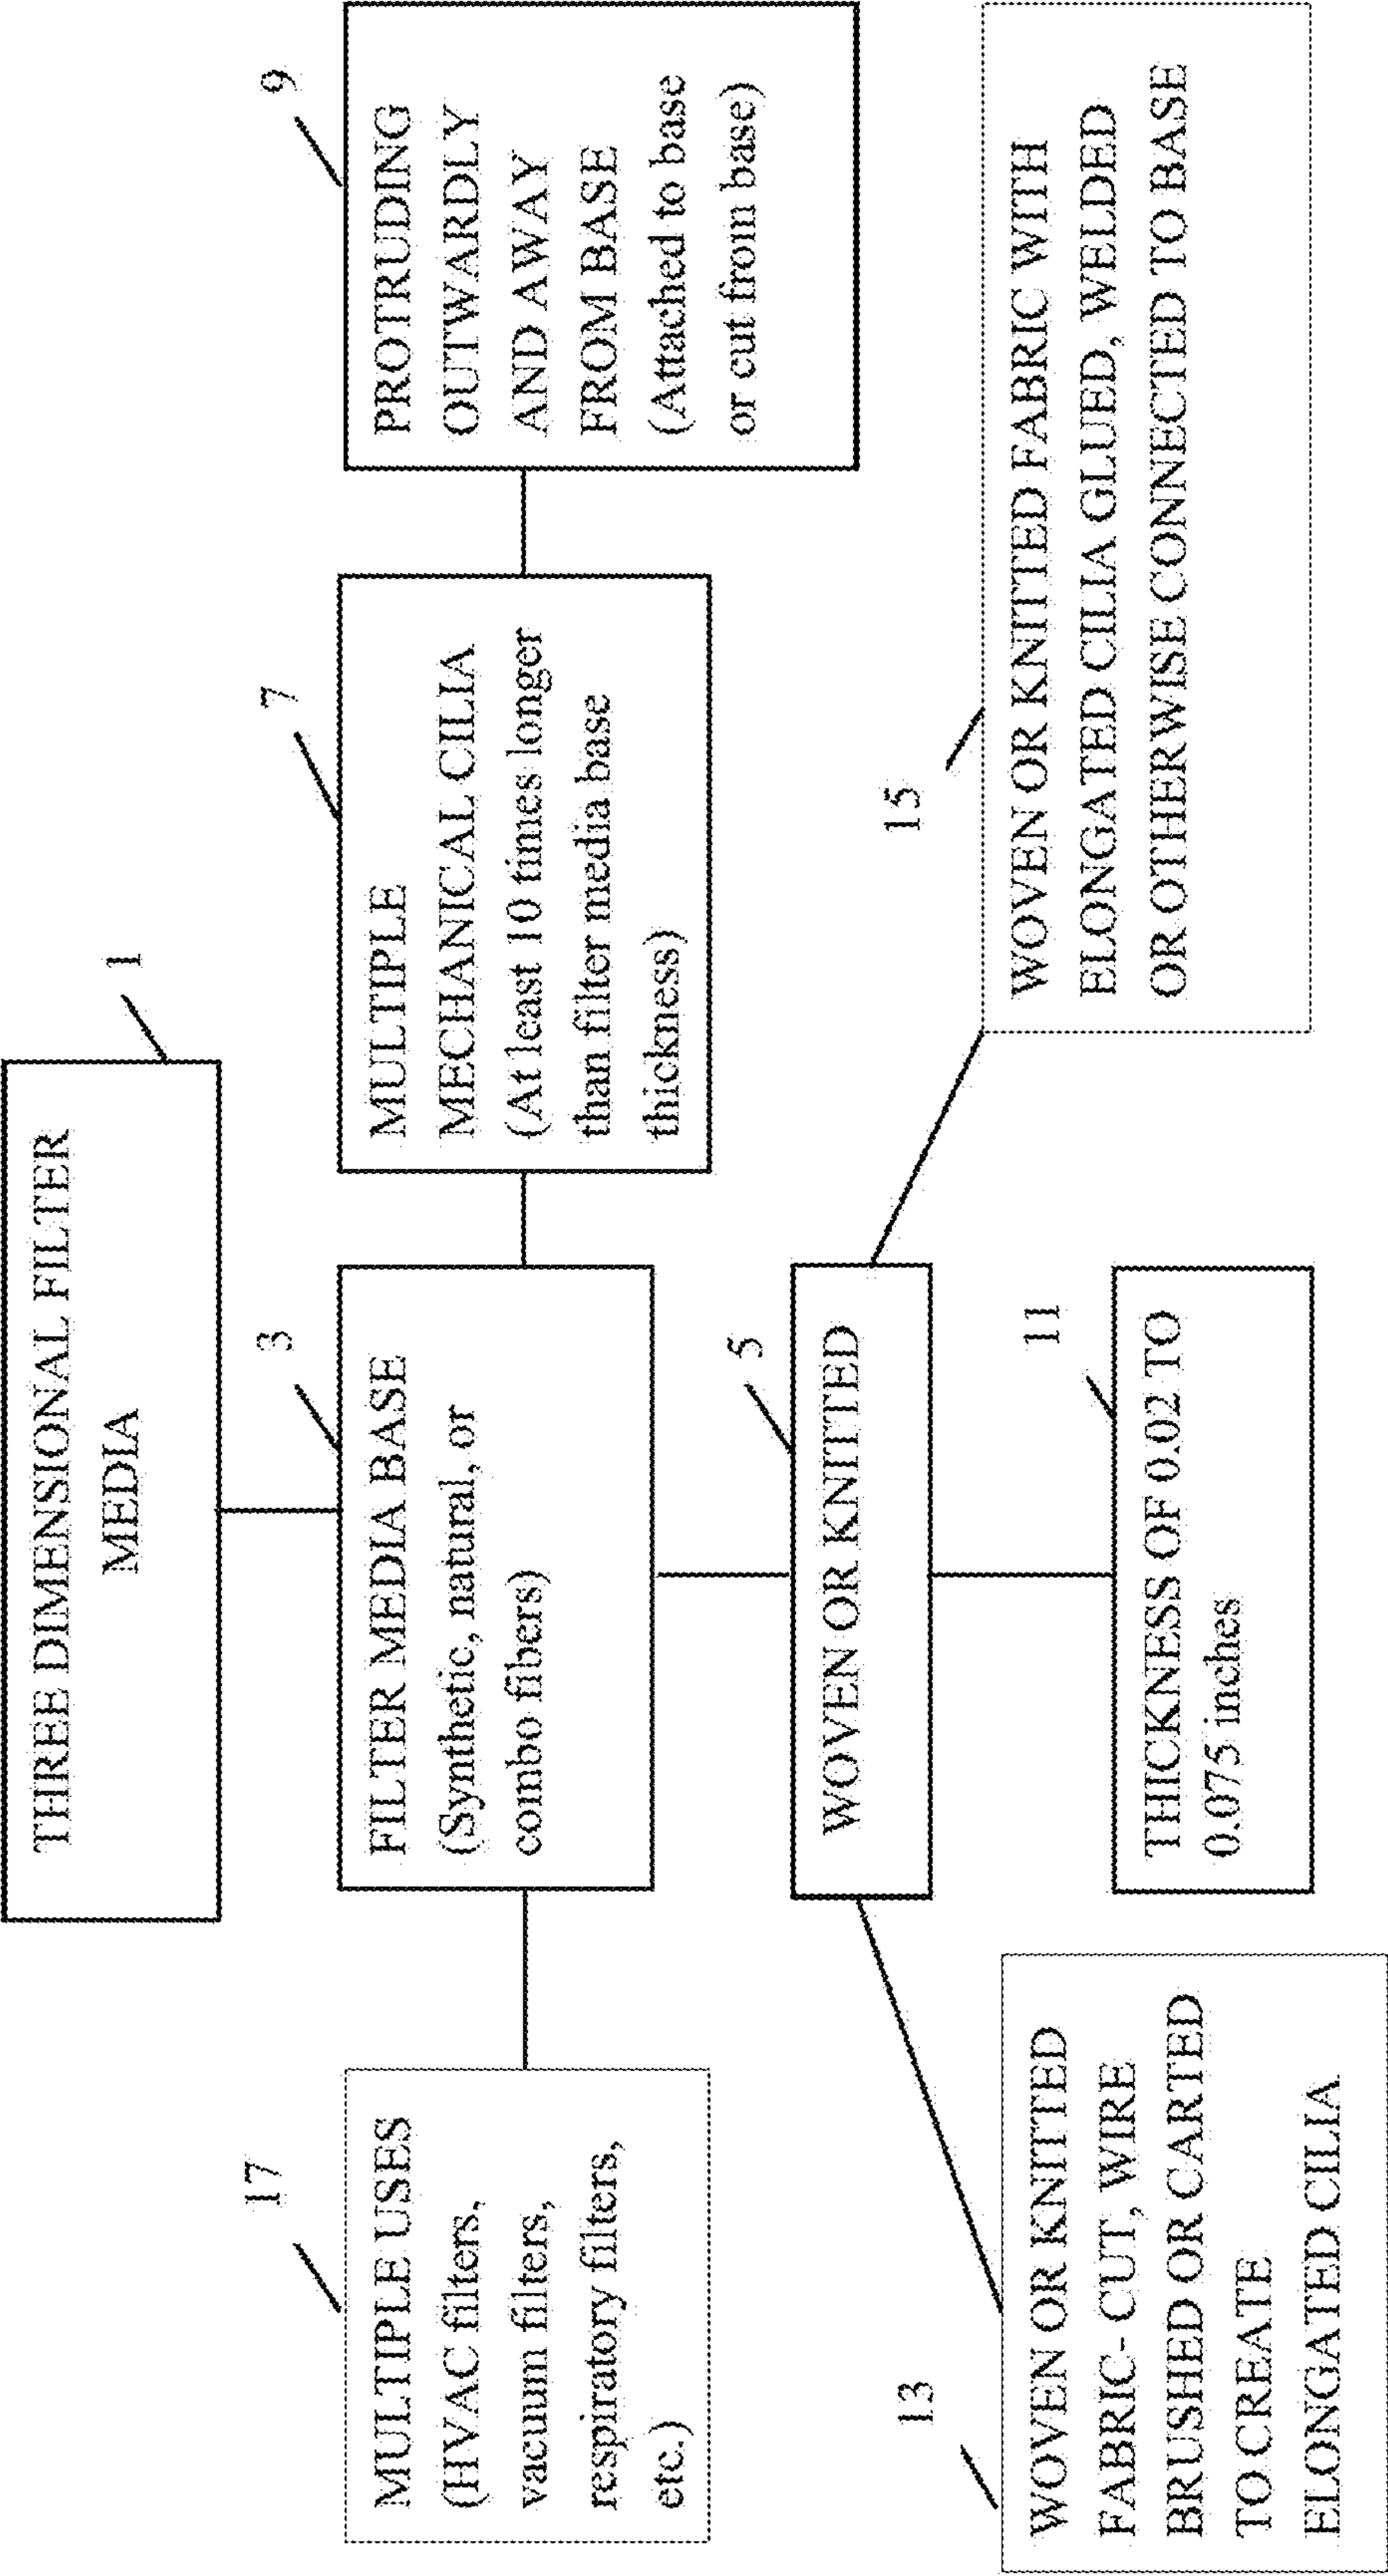 1
THREE DIMENSIONAL FILTER
MEDIA
17
MULTIPLE USES
(HVAC filters,
vacuum filters,
respiratory filters,
etc.)
3
FILTER MEDIA BASE
(Synthetic, natural, or
combo fibers)
7
MULTIPLE
MECHANICAL CILIA
(At least 10 times longer
than filter media base
thickness)
9
PROTRUDING
OUTWARDLY
AND AWAY
FROM BASE
(Attached to base
or cut from base)
5
WOVEN OR KNITTED
13
WOVEN OR KNITTED
FABRIC- CUT, WIRE
BRUSHED OR CARTED
TO CREATE
ELONGATED CILIA
11
THICKNESS OF 0.02 TO
0.075 inches
15
WOVEN OR KNITTED FABRIC WITH
ELONGATED CILIA GLUED, WELDED
OR OTHERWISE CONNECTED TO BASE